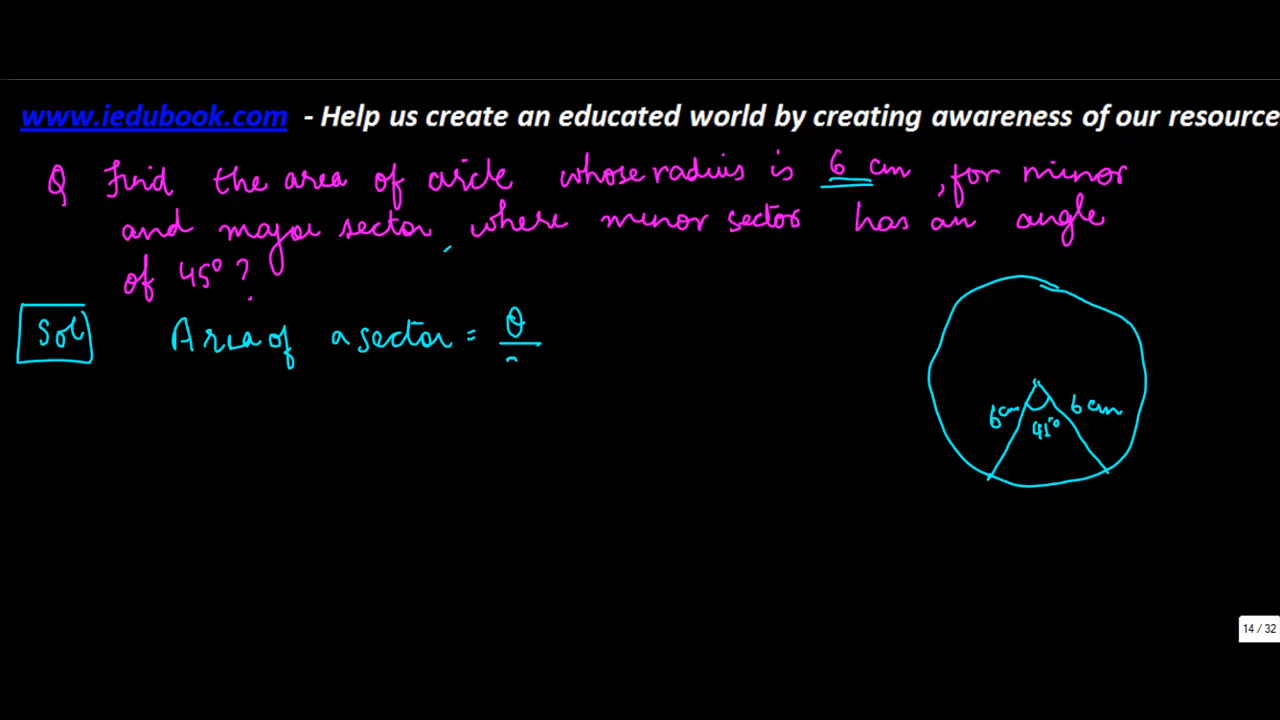 www.iedubook.com - Help us create an educated world by creating awareness of our resource
Q Find the area of circle whose radius is 6 cm, for minor
and major sector, where minor sector has an angle
of 45°?
Sol Area of a sector = θ
6cm 6cm
45°
14 / 32